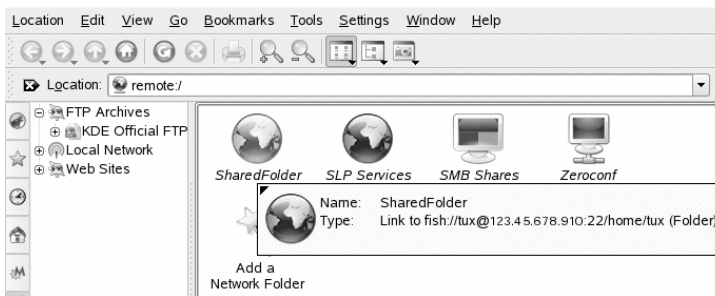 Location Edit View Go Bookmarks Tools Settings Window Help
Location: remote:/
FTP Archives
KDE Official FTP
Local Network
Web Sites
SharedFolder SLP Services SMB Shares Zeroconf
Name: SharedFolder
Type: Link to fish://tux@123.45.678.910:22/home/tux (Folder)
Add a
Network Folder